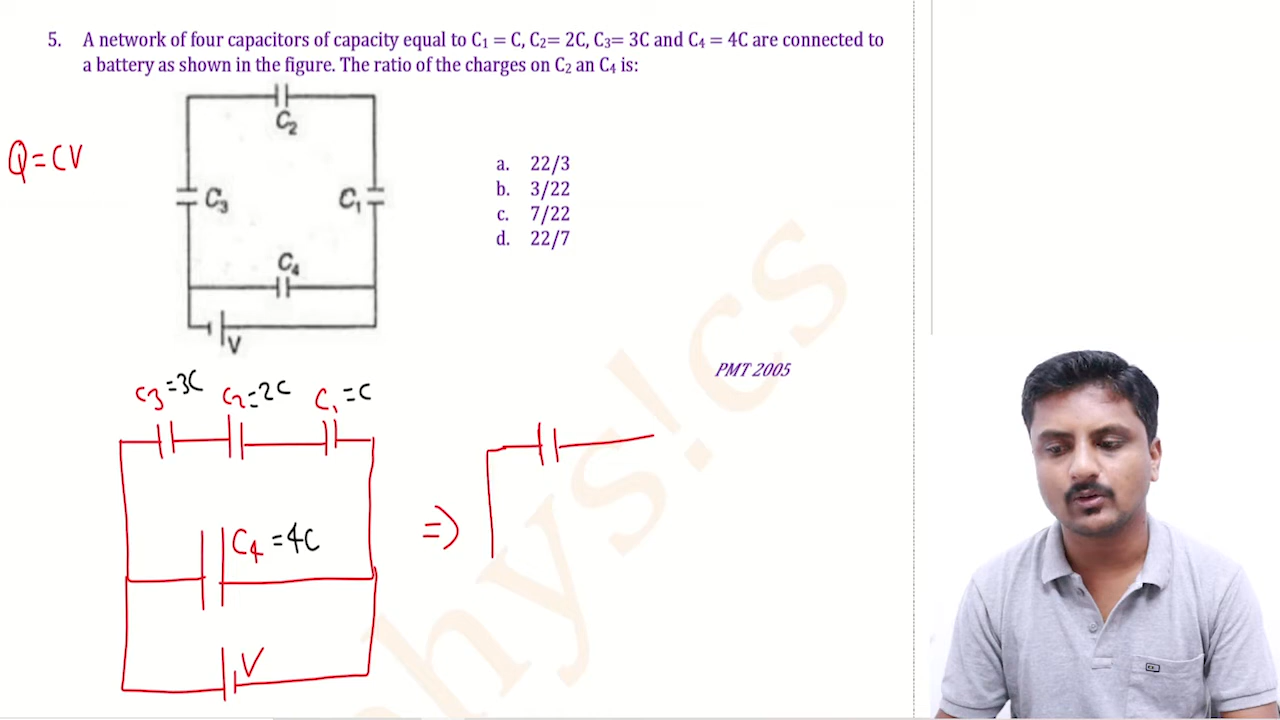 5. A network of four capacitors of capacity equal to C₁ = C, C₂= 2C, C₃= 3C and C₄ = 4C are connected to
a battery as shown in the figure. The ratio of the charges on C₂ an C₄ is:
C₂
Q=CV
C₃
C₁
C₄
V
a. 22/3
b. 3/22
c. 7/22
d. 22/7
PMT 2005
C3=3C C2=2C C1=C
=>
C4=4C
V
phys!cs